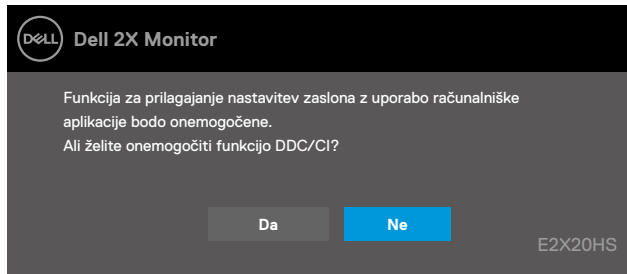 DELL Dell 2X Monitor
Funkcija za prilagajanje nastavitev zaslona z uporabo računalniške
aplikacije bodo onemogočene.
Ali želite onemogočiti funkcijo DDC/CI?
Da Ne
E2X20HS